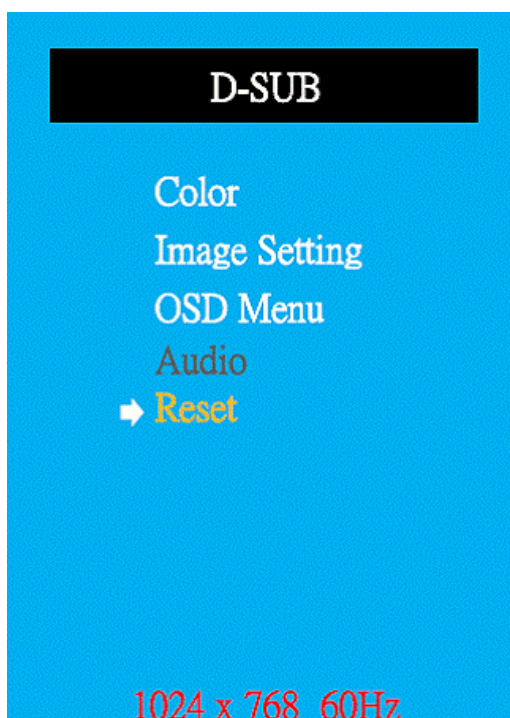 D-SUB
Color
Image Setting
OSD Menu
Audio
Reset
1024 x 768 60Hz